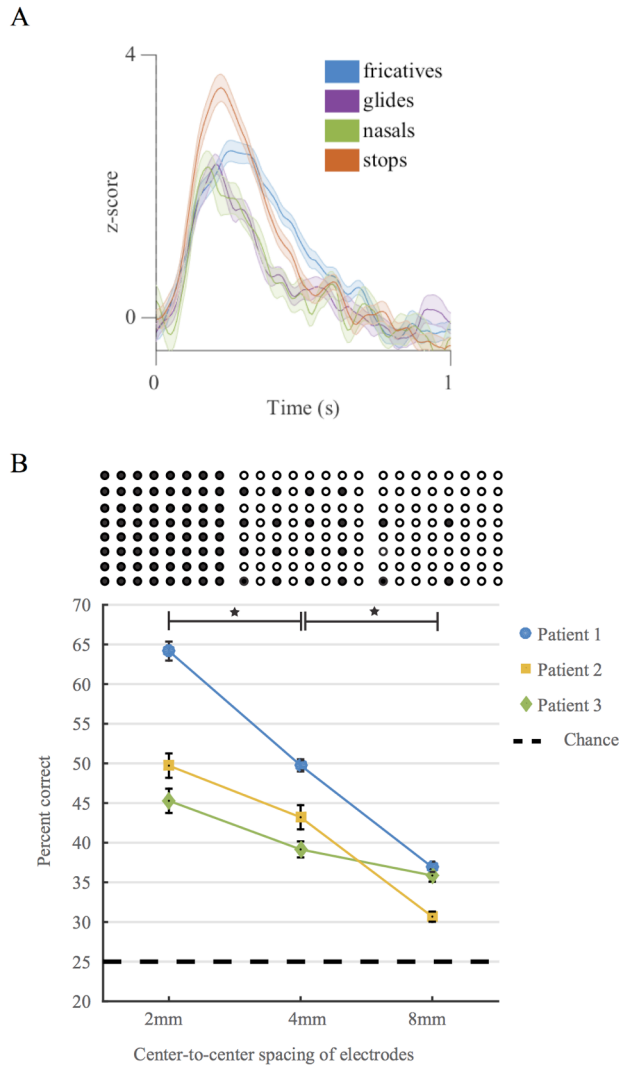 A
4
fricatives
glides
nasals
stops
z-score
0
0
1
Time (s)
B
70
65
60
55
50
45
40
35
30
25
20
Percent correct
Patient 1
Patient 2
Patient 3
Chance
2mm
4mm
8mm
Center-to-center spacing of electrodes